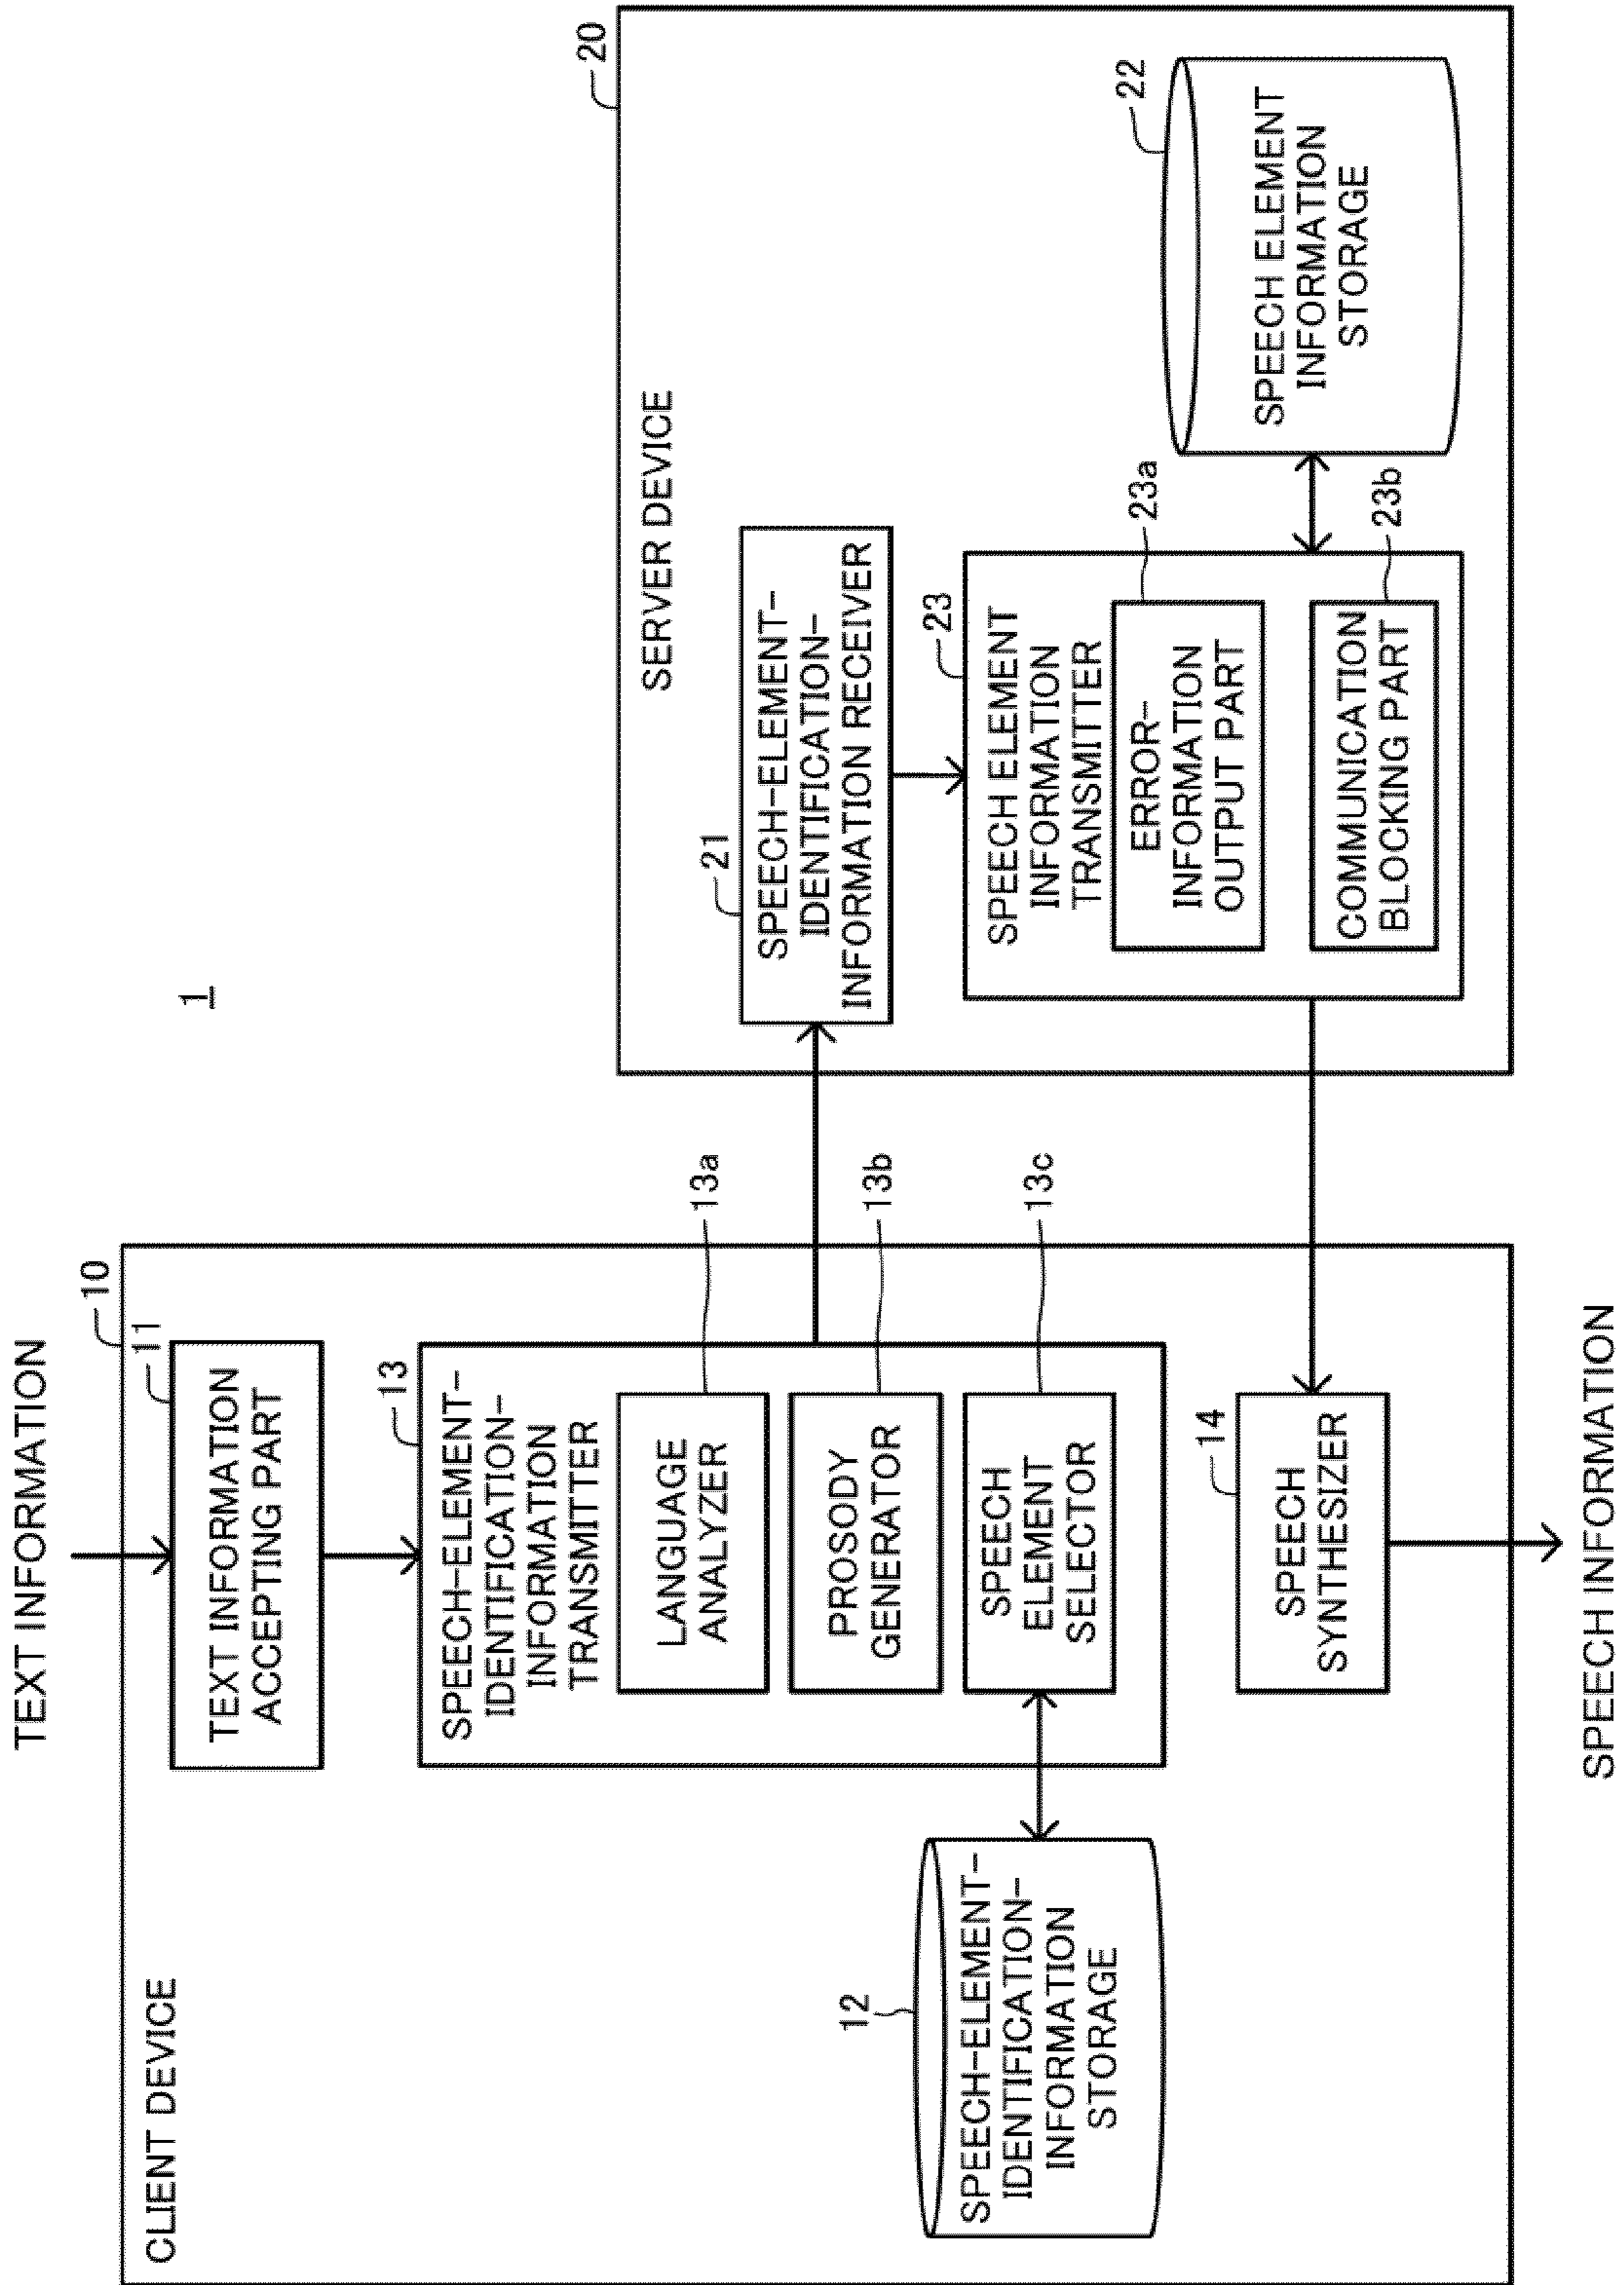 1
TEXT INFORMATION
CLIENT DEVICE
10
11
TEXT INFORMATION
ACCEPTING PART
13
SPEECH-ELEMENT-
IDENTIFICATION-
INFORMATION
TRANSMITTER
LANGUAGE
ANALYZER
13a
PROSODY
GENERATOR
13b
SPEECH
ELEMENT
SELECTOR
13c
12
SPEECH-ELEMENT-
IDENTIFICATION-
INFORMATION
STORAGE
14
SPEECH
SYNTHESIZER
SPEECH INFORMATION
SERVER DEVICE
20
21
SPEECH-ELEMENT-
IDENTIFICATION-
INFORMATION RECEIVER
23
SPEECH ELEMENT
INFORMATION
TRANSMITTER
23a
ERROR-
INFORMATION
OUTPUT PART
23b
COMMUNICATION
BLOCKING PART
22
SPEECH ELEMENT
INFORMATION
STORAGE